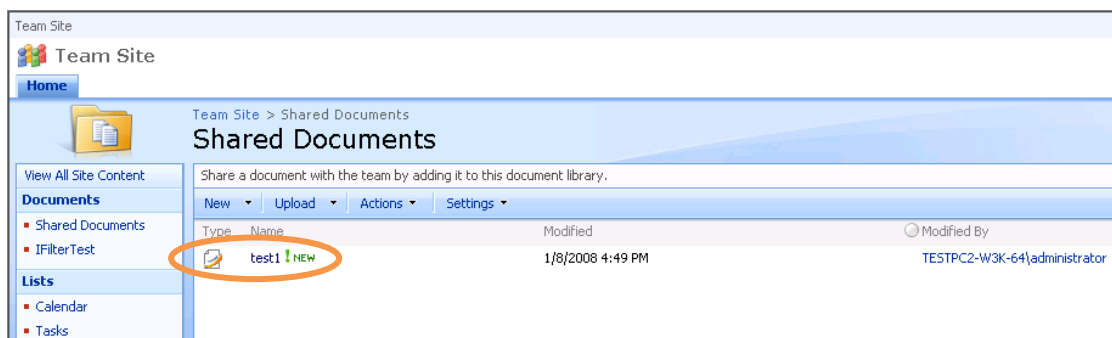 Team Site
Team Site
Home
Team Site > Shared Documents
Shared Documents
View All Site Content
Share a document with the team by adding it to this document library.
Documents
New Upload Actions Settings
Shared Documents
Type Name Modified Modified By
IFilterTest
test1 ! NEW 1/8/2008 4:49 PM TESTPC2-W3K-64\administrator
Lists
Calendar
Tasks